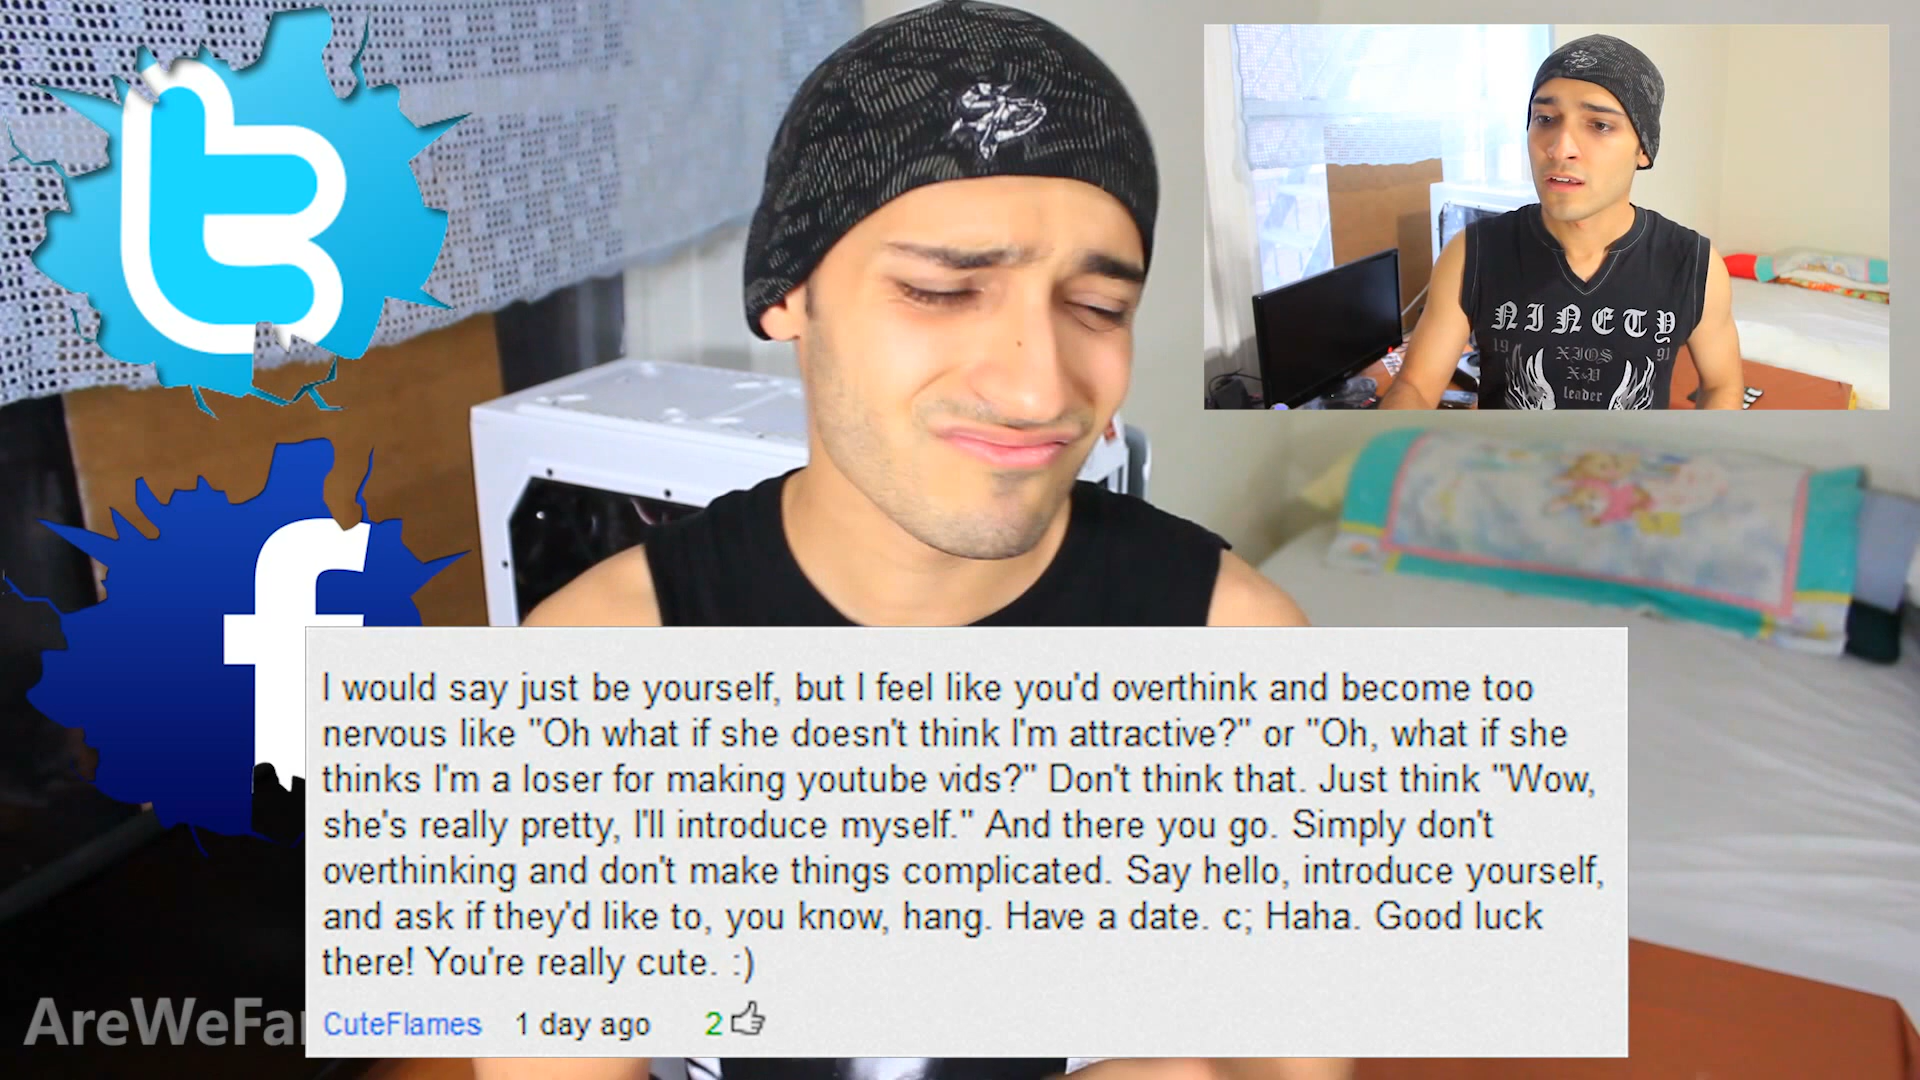 NINETY
19 XIOS 91
X&D
leader
I would say just be yourself, but I feel like you'd overthink and become too
nervous like "Oh what if she doesn't think I'm attractive?" or "Oh, what if she
thinks I'm a loser for making youtube vids?" Don't think that. Just think "Wow,
she's really pretty, I'll introduce myself." And there you go. Simply don't
overthinking and don't make things complicated. Say hello, introduce yourself,
and ask if they'd like to, you know, hang. Have a date. c; Haha. Good luck
there! You're really cute. :)
AreWeFa
CuteFlames 1 day ago 2